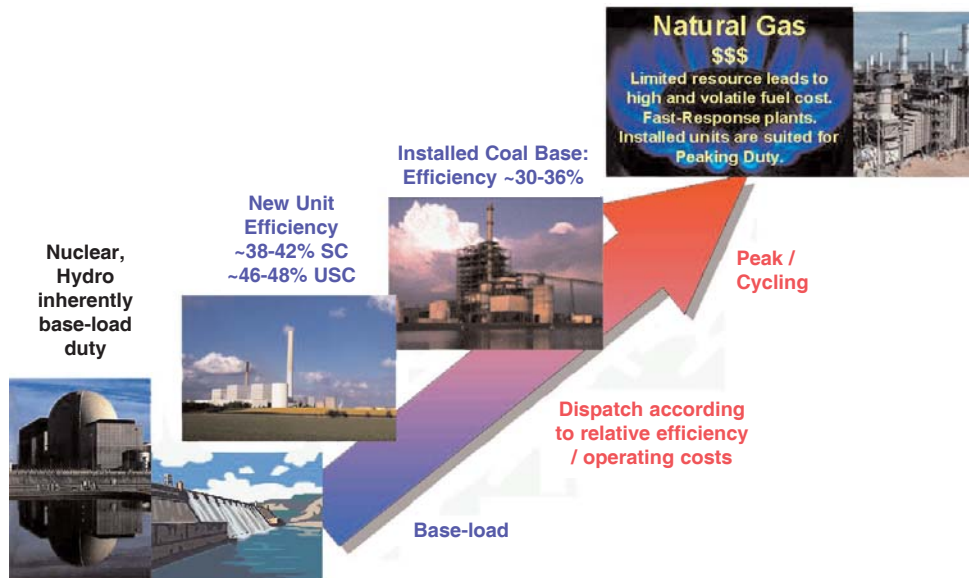 Natural Gas
$$$
Limited resource leads to
high and volatile fuel cost.
Fast-Response plants.
Installed units are suited for
Peaking Duty.
Installed Coal Base:
Efficiency ~30-36%
New Unit
Efficiency
~38-42% SC
~46-48% USC
Nuclear,
Hydro
inherently
base-load
duty
Peak /
Cycling
Dispatch according
to relative efficiency
/ operating costs
Base-load